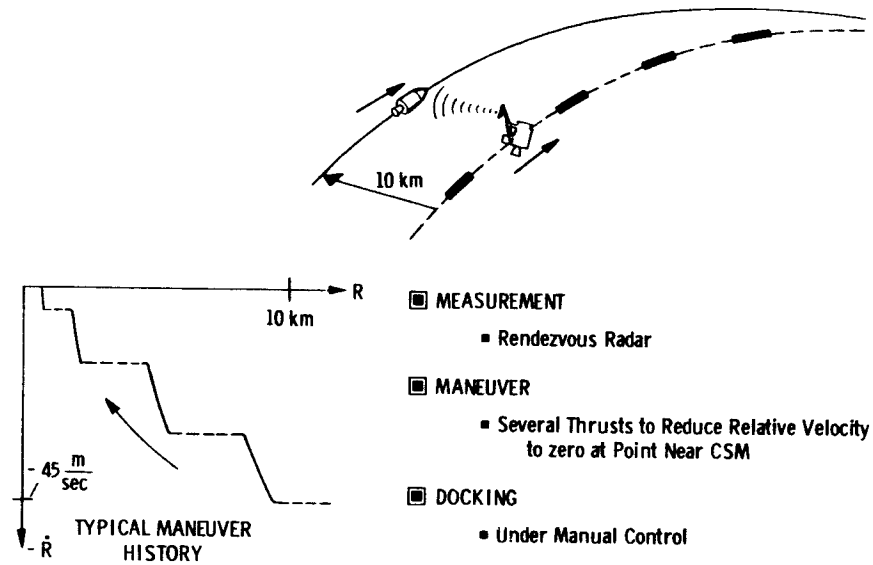 10 km
R
10 km
- 45 m/sec
- Ṙ
TYPICAL MANEUVER
HISTORY
MEASUREMENT
Rendezvous Radar
MANEUVER
Several Thrusts to Reduce Relative Velocity
to zero at Point Near CSM
DOCKING
Under Manual Control